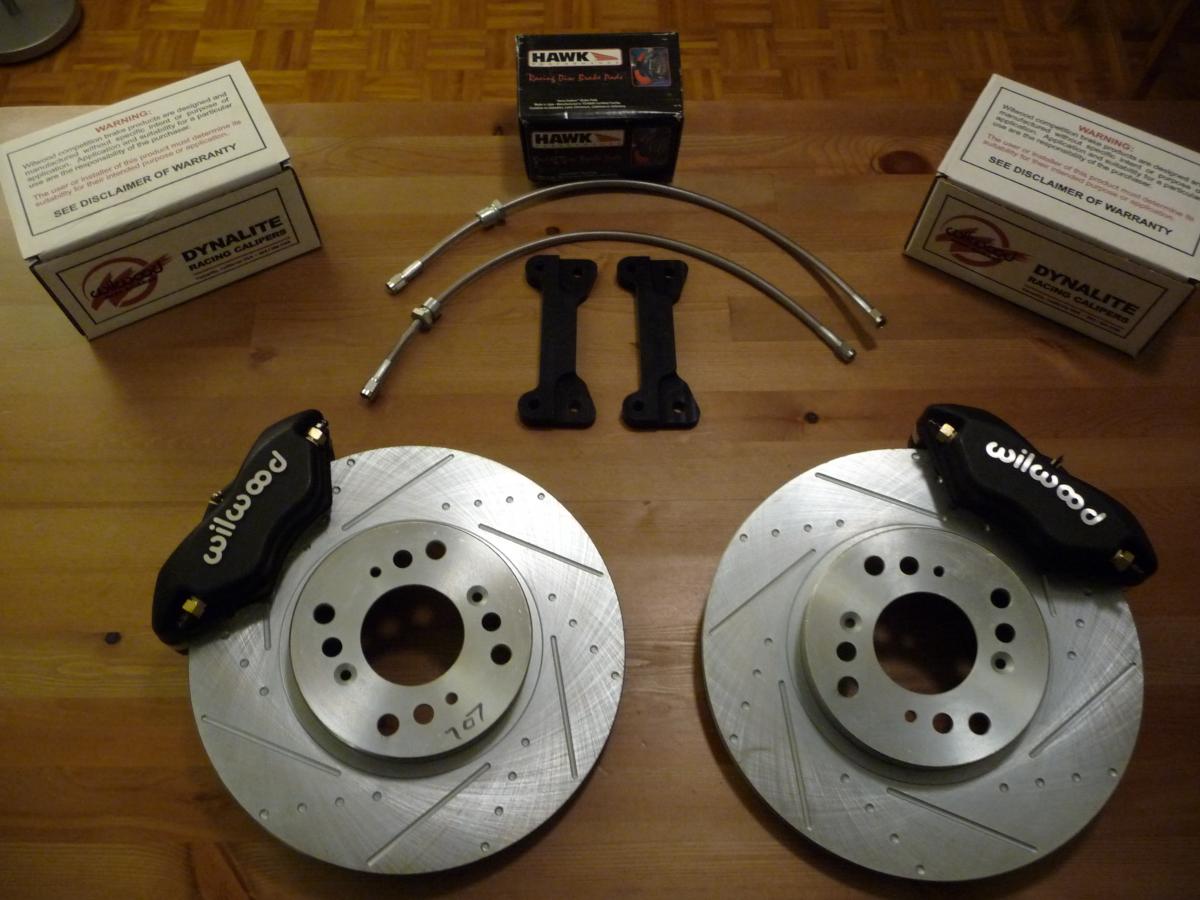 HAWK
Racing Disc Brake Pads
HAWK
WARNING:
Wilwood competition brake products are designed and
manufactured without specific intent or purpose of
application. Application and suitability for a particular
use are the responsibility of the purchaser.
The user or installer of this product must determine its
suitability for their intended purpose or application.
SEE DISCLAIMER OF WARRANTY
DYNALITE
RACING CALIPERS
WARNING:
Wilwood competition brake products are designed
manufactured without specific intent or purpose
application. Application and suitability for a particular
use are the responsibility of the purchaser.
The user or installer of this product must determine
suitability for their intended purpose or application.
SEE DISCLAIMER OF WARRANTY
DYNALITE
RACING CALIPERS
wilwood
wilwood
707